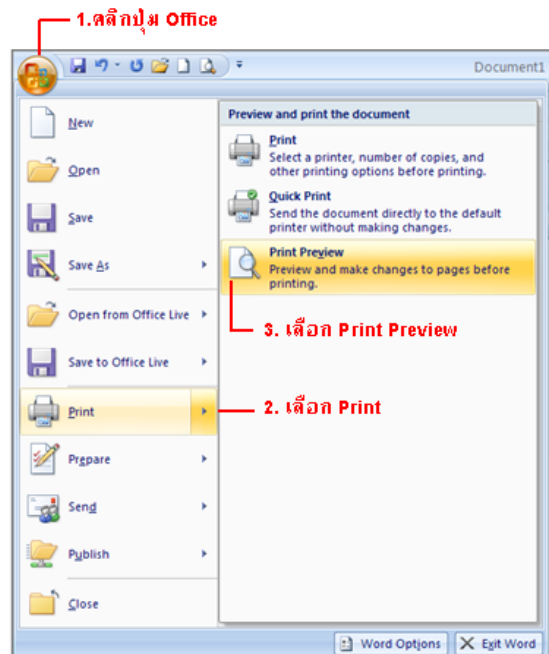 1.คลิกปุ่ม Office
Document1
New
Open
Save
Save As
Open from Office Live
Save to Office Live
Print
Prepare
Send
Publish
Close
Preview and print the document
Print
Select a printer, number of copies, and
other printing options before printing.
Quick Print
Send the document directly to the default
printer without making changes.
Print Preview
Preview and make changes to pages before
printing.
3. เลือก Print Preview
2. เลือก Print
Word Options
Exit Word